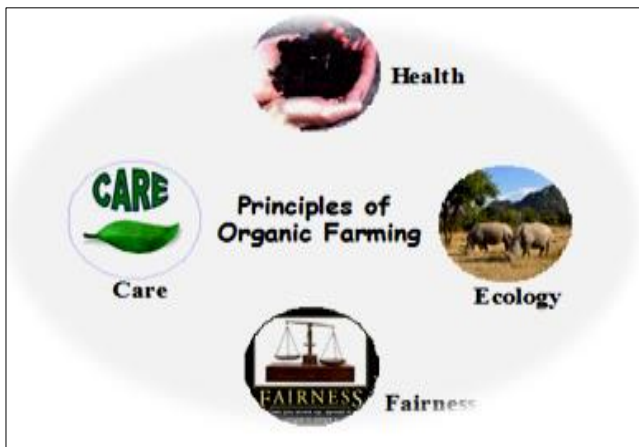 Health
CARE
Principles of
Organic Farming
Care
Ecology
FAIRNESS
Fairness